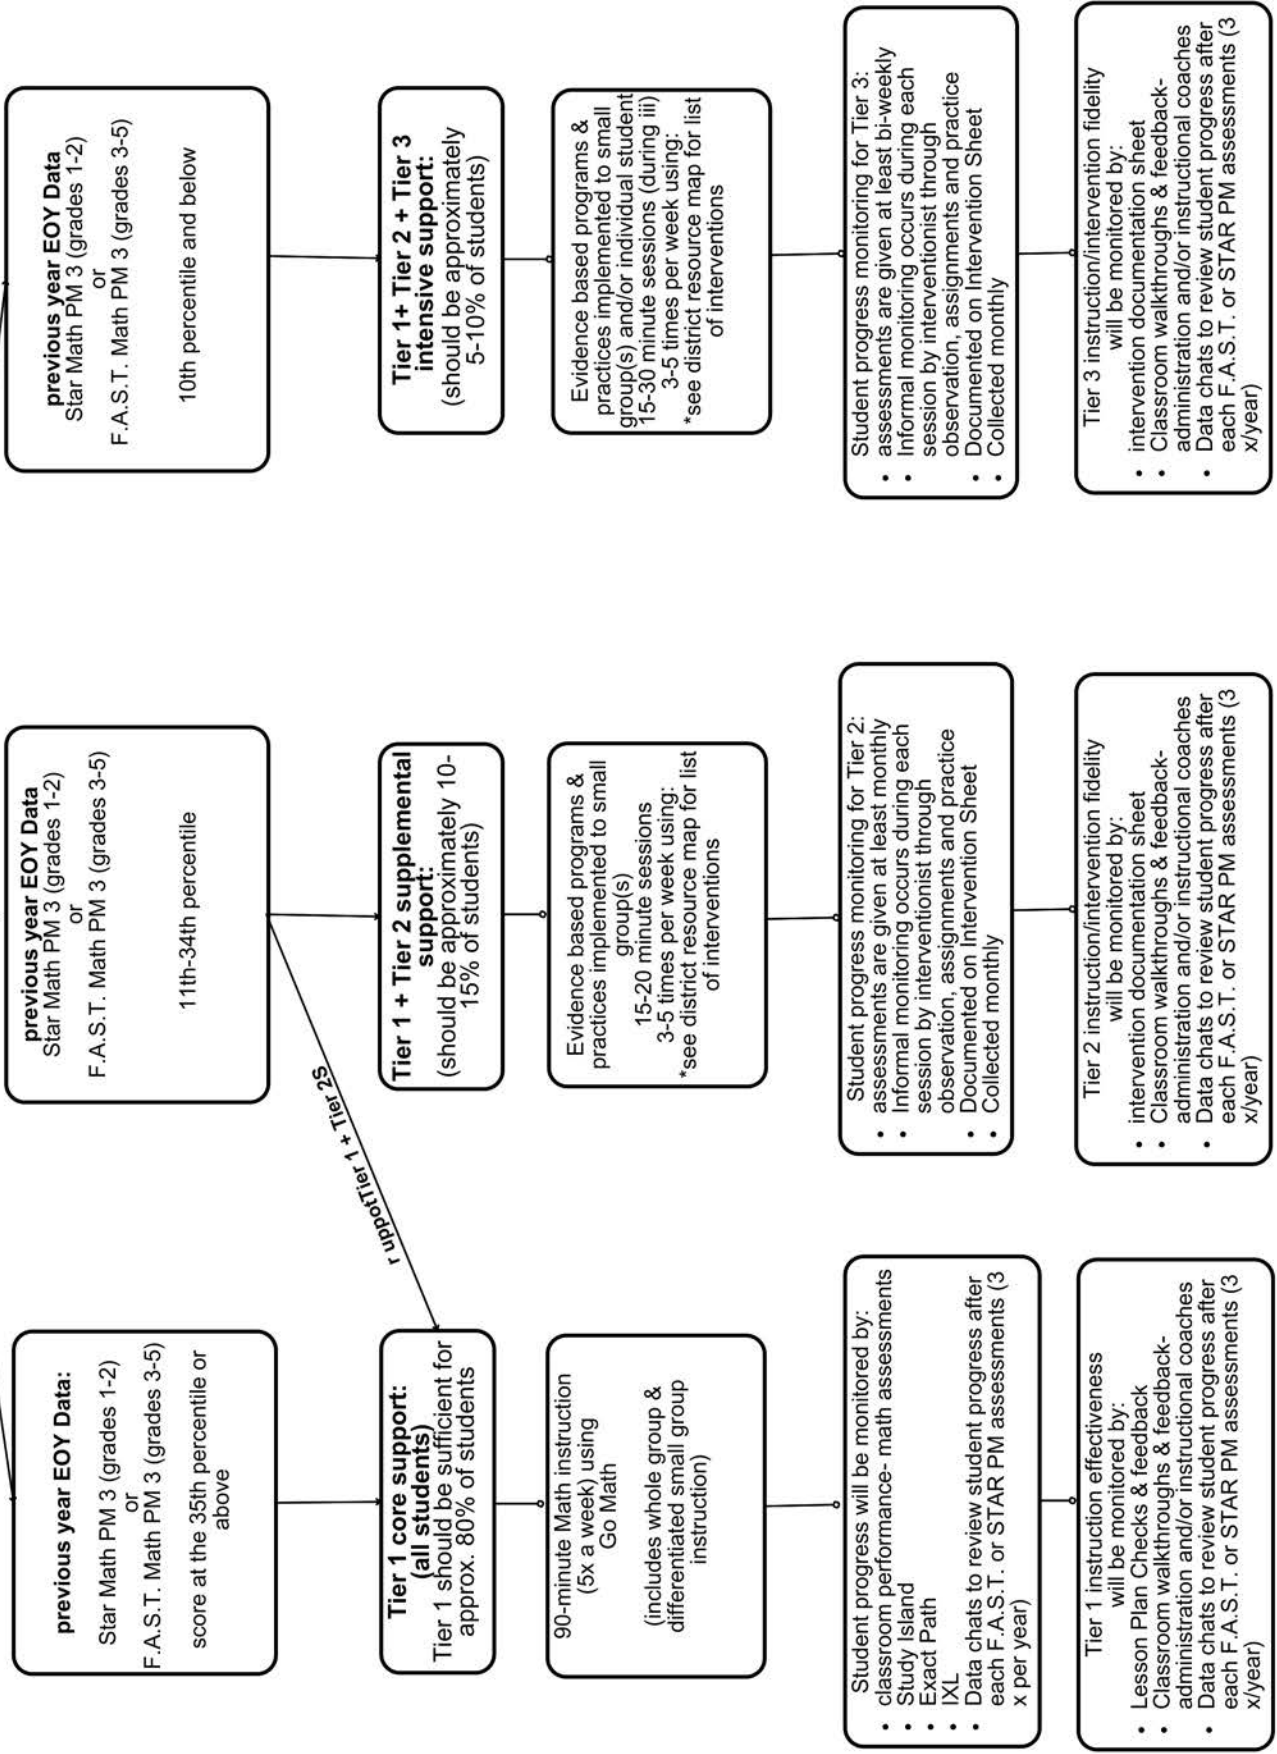 previous year EOY Data:
Star Math PM 3 (grades 1-2)
or
F.A.S.T. Math PM 3 (grades 3-5)
score at the 35th percentile or
above
previous year EOY Data
Star Math PM 3 (grades 1-2)
or
F.A.S.T. Math PM 3 (grades 3-5)
11th-34th percentile
previous year EOY Data
Star Math PM 3 (grades 1-2)
or
F.A.S.T. Math PM 3 (grades 3-5)
10th percentile and below
r uppotTier 1 + Tier 2S
Tier 1 core support:
(all students)
Tier 1 should be sufficient for
approx. 80% of students
Tier 1 + Tier 2 supplemental
support:
(should be approximately 10-
15% of students)
Tier 1+ Tier 2 + Tier 3
intensive support:
(should be approximately
5-10% of students)
90-minute Math instruction
(5x a week) using
Go Math
(includes whole group &
differentiated small group
instruction)
Evidence based programs &
practices implemented to small
group(s)
15-20 minute sessions
3-5 times per week using:
*see district resource map for list
of interventions
Evidence based programs &
practices implemented to small
group(s) and/or individual student
15-30 minute sessions (during iii)
3-5 times per week using:
*see district resource map for list
of interventions
Student progress will be monitored by:
• classroom performance- math assessments
• Study Island
• Exact Path
• IXL
• Data chats to review student progress after
each F.A.S.T. or STAR PM assessments (3
x per year)
Student progress monitoring for Tier 2:
• assessments are given at least monthly
• Informal monitoring occurs during each
session by interventionist through
observation, assignments and practice
• Documented on Intervention Sheet
• Collected monthly
Student progress monitoring for Tier 3:
• assessments are given at least bi-weekly
• Informal monitoring occurs during each
session by interventionist through
observation, assignments and practice
• Documented on Intervention Sheet
• Collected monthly
Tier 1 instruction effectiveness
will be monitored by:
• Lesson Plan Checks & feedback
• Classroom walkthroughs & feedback-
administration and/or instructional coaches
• Data chats to review student progress after
each F.A.S.T. or STAR PM assessments (3
x/year)
Tier 2 instruction/intervention fidelity
will be monitored by:
• intervention documentation sheet
• Classroom walkthroughs & feedback-
administration and/or instructional coaches
• Data chats to review student progress after
each F.A.S.T. or STAR PM assessments (3
x/year)
Tier 3 instruction/intervention fidelity
will be monitored by:
• intervention documentation sheet
• Classroom walkthroughs & feedback-
administration and/or instructional coaches
• Data chats to review student progress after
each F.A.S.T. or STAR PM assessments (3
x/year)